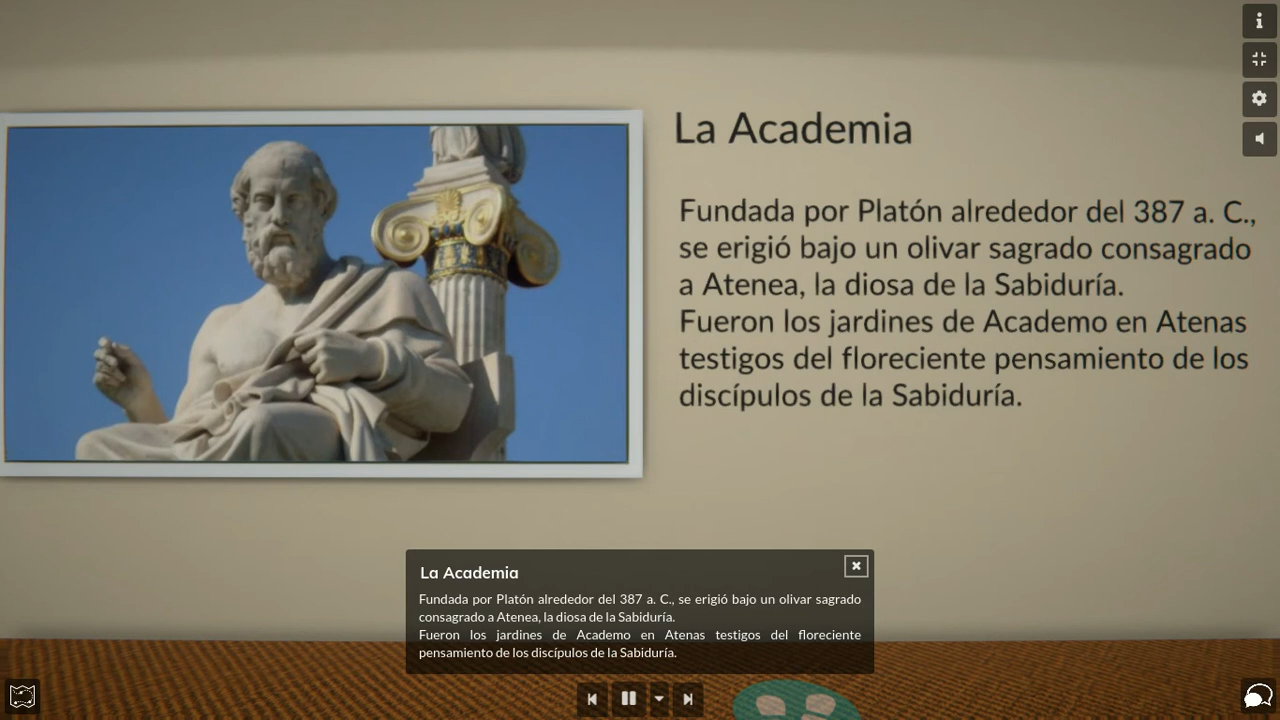 La Academia
Fundada por Platón alrededor del 387 a. C.,
se erigió bajo un olivar sagrado consagrado
a Atenea, la diosa de la Sabiduría.
Fueron los jardines de Academo en Atenas
testigos del floreciente pensamiento de los
discípulos de la Sabiduría.
La Academia
Fundada por Platón alrededor del 387 a. C., se erigió bajo un olivar sagrado
consagrado a Atenea, la diosa de la Sabiduría.
Fueron los jardines de Academo en Atenas testigos del floreciente
pensamiento de los discípulos de la Sabiduría.